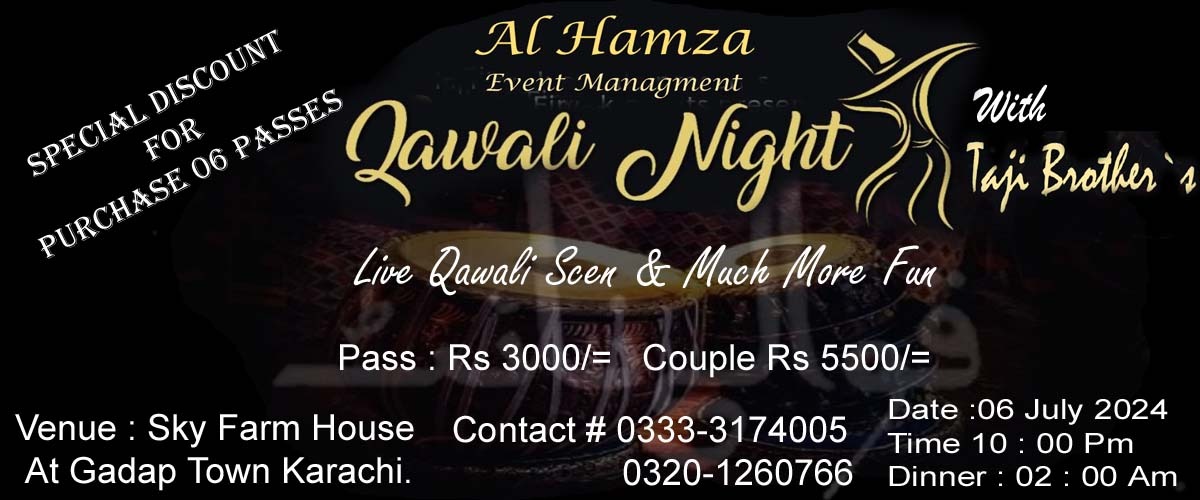 SPECIAL DISCOUNT
FOR
PURCHASE 06 PASSES
Al Hamza
Event Managment
Qawali Night
With
Taji Brother`s
Live Qawali Scen & Much More Fun
Pass : Rs 3000/= Couple Rs 5500/=
Venue : Sky Farm House
At Gadap Town Karachi.
Contact # 0333-3174005
0320-1260766
Date :06 July 2024
Time 10 : 00 Pm
Dinner : 02 : 00 Am